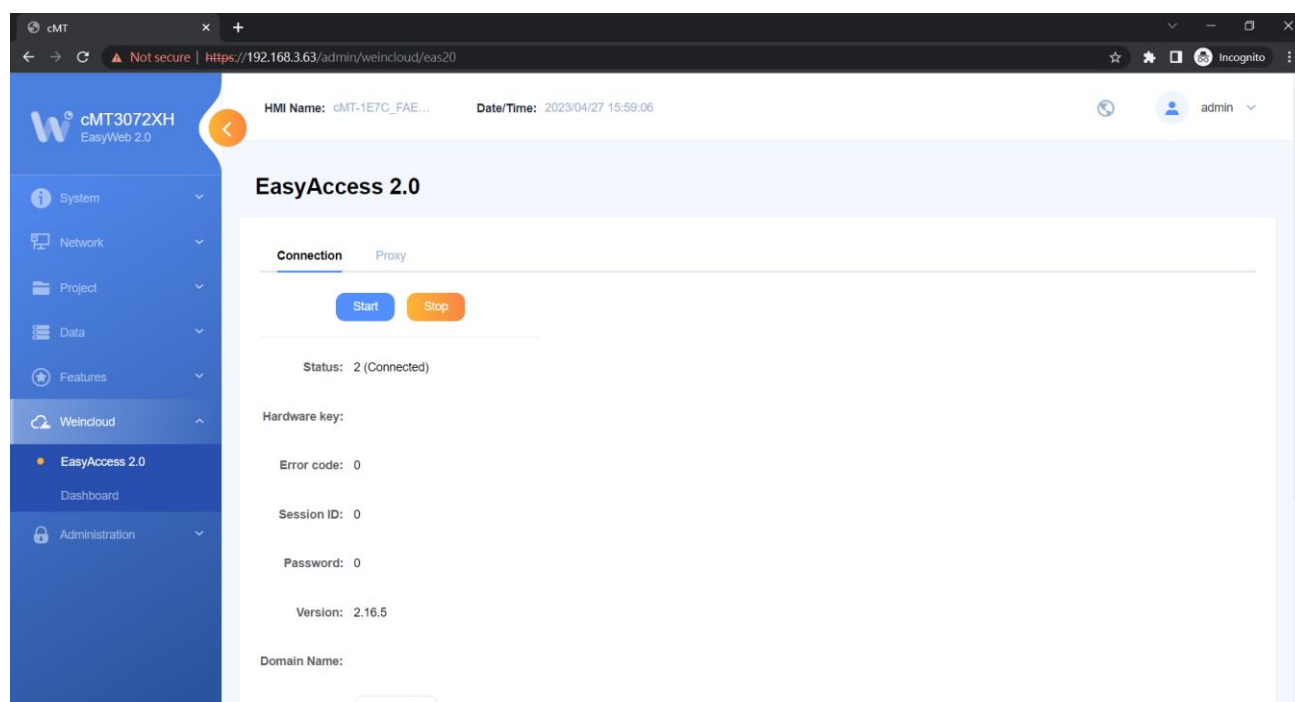 cMT
Not secure | https://192.168.3.63/admin/weincloud/eas20
Incognito
cMT3072XH
EasyWeb 2.0
HMI Name: cMT-1E7C_FAE... Date/Time: 2023/04/27 15:59:06
admin
System
Network
Project
Data
Features
Weincloud
EasyAccess 2.0
Dashboard
Administration
EasyAccess 2.0
Connection Proxy
Start Stop
Status: 2 (Connected)
Hardware key:
Error code: 0
Session ID: 0
Password: 0
Version: 2.16.5
Domain Name: